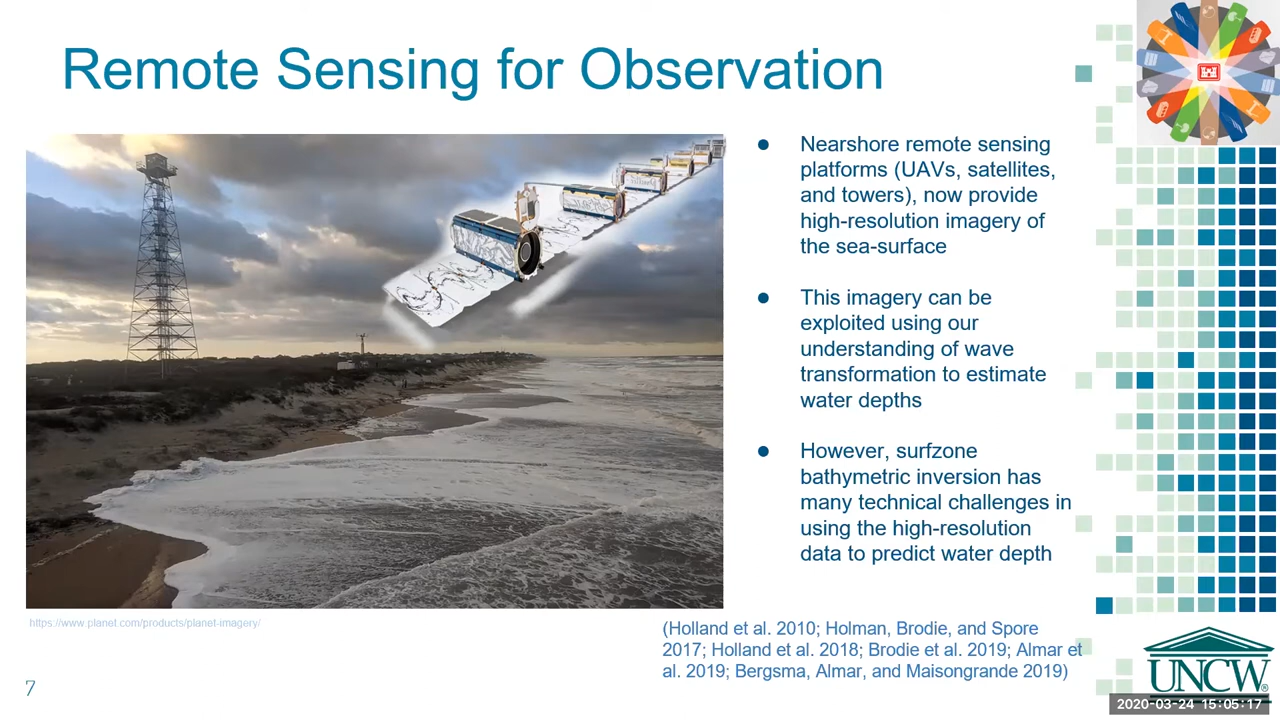 Remote Sensing for Observation
● Nearshore remote sensing
platforms (UAVs, satellites,
and towers), now provide
high-resolution imagery of
the sea-surface
● This imagery can be
exploited using our
understanding of wave
transformation to estimate
water depths
● However, surfzone
bathymetric inversion has
many technical challenges in
using the high-resolution
data to predict water depth
https://www.planet.com/products/planet-imagery/
(Holland et al. 2010; Holman, Brodie, and Spore
2017; Holland et al. 2018; Brodie et al. 2019; Almar et
al. 2019; Bergsma, Almar, and Maisongrande 2019)
7
UNCW®
2020-03-24 15:05:17